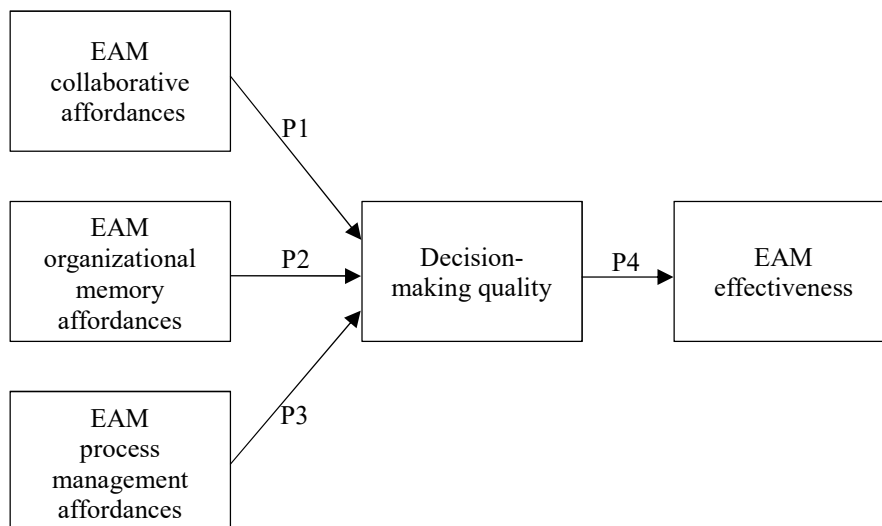 EAM
collaborative
affordances
P1
EAM
organizational
memory
affordances
P2
Decision-
making quality
P4
EAM
effectiveness
P3
EAM
process
management
affordances